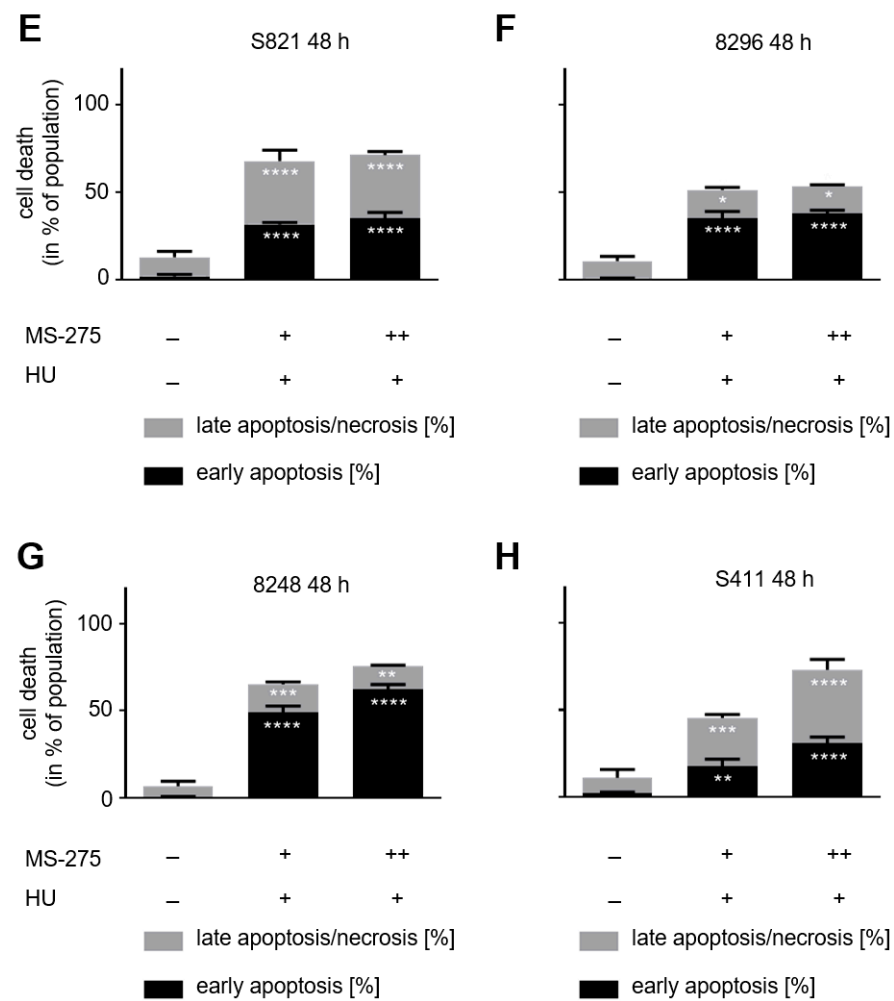 E
S821 48 h
cell death
(in % of population)
100
50
0
**** ****
**** ****
MS-275 – + ++
HU – + +
late apoptosis/necrosis [%]
early apoptosis [%]
F
8296 48 h
* *
**** ****
– + ++
– + +
late apoptosis/necrosis [%]
early apoptosis [%]
G
8248 48 h
cell death
(in % of population)
100
50
0
*** **
**** ****
MS-275 – + ++
HU – + +
late apoptosis/necrosis [%]
early apoptosis [%]
H
S411 48 h
*** ****
** ****
– + ++
– + +
late apoptosis/necrosis [%]
early apoptosis [%]